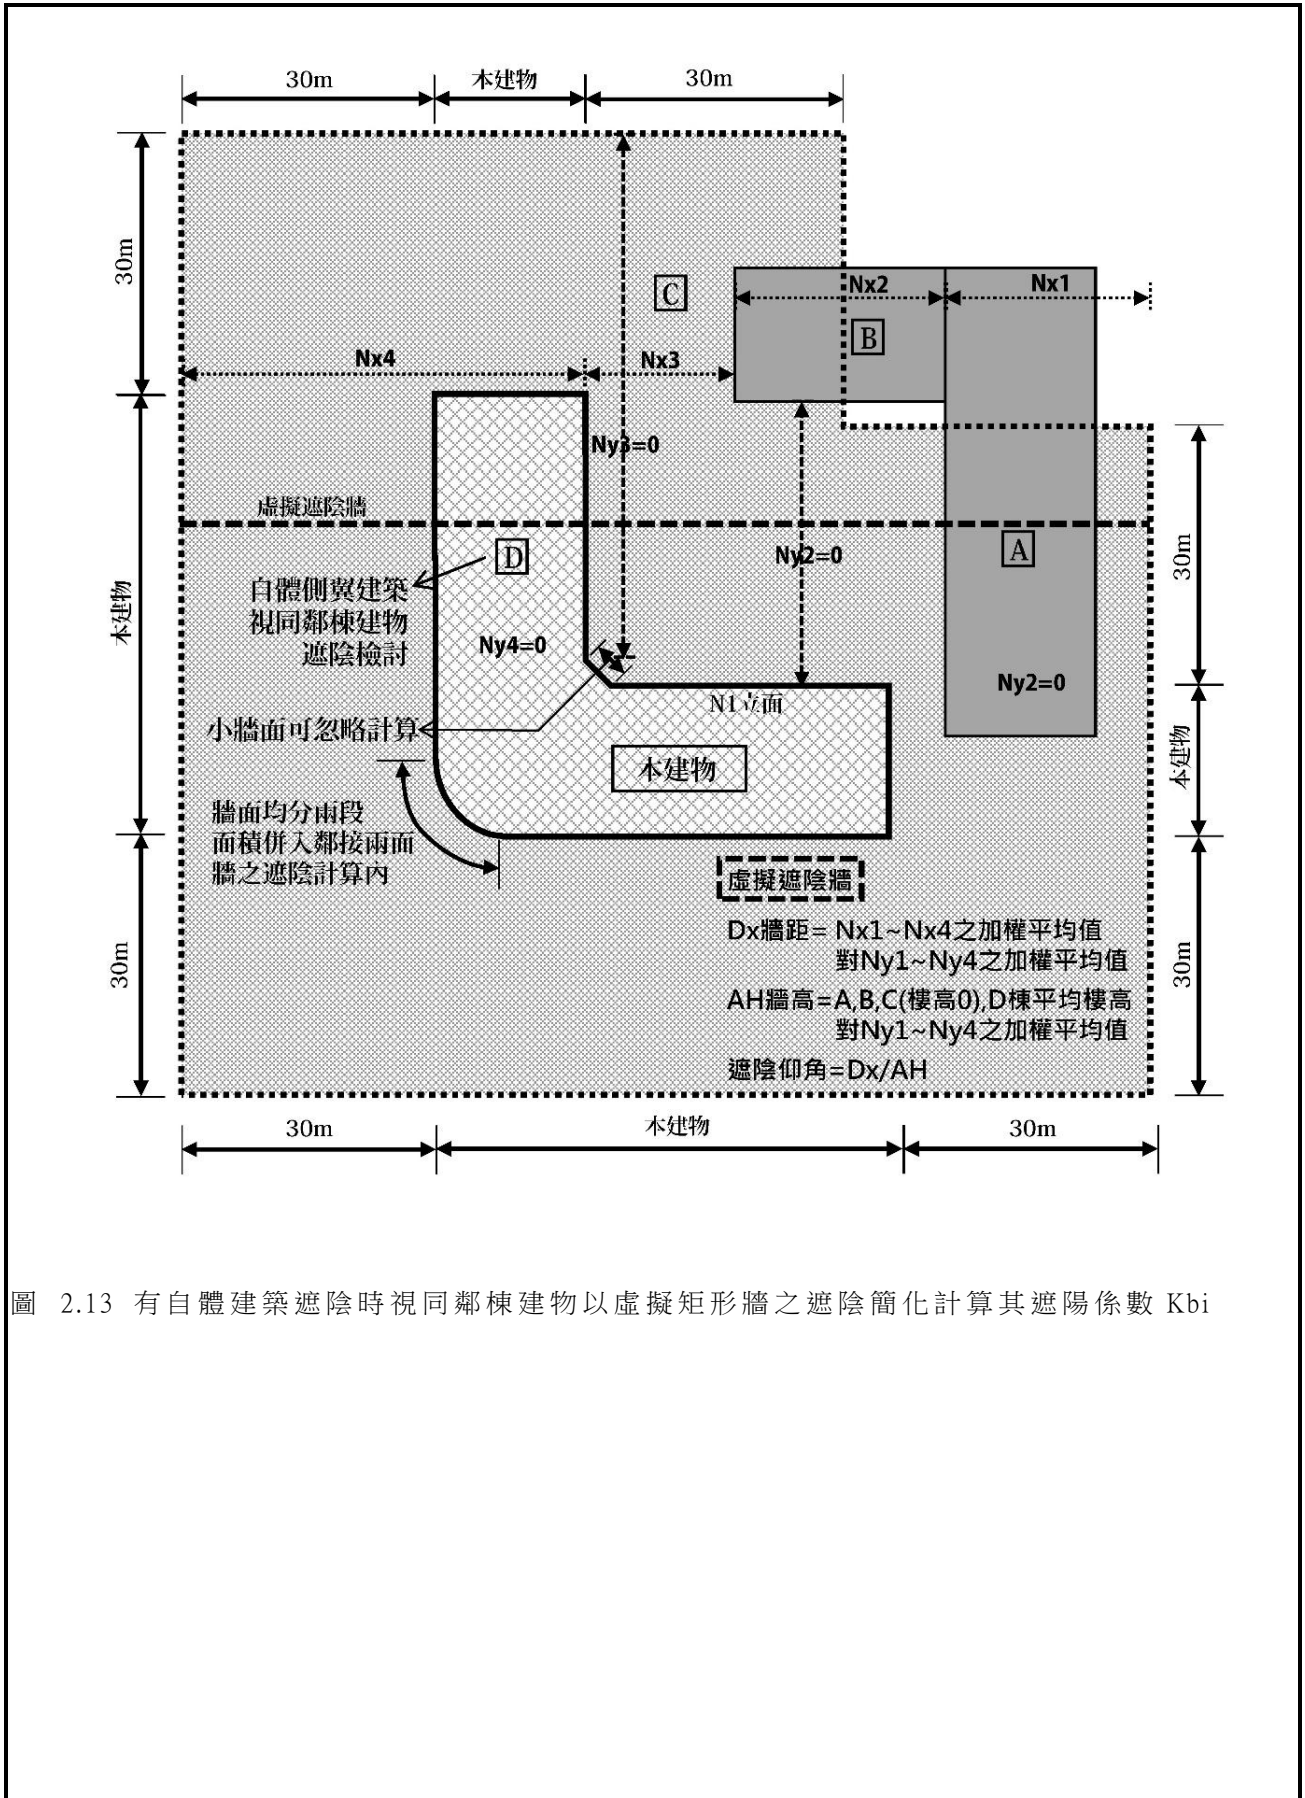 30m
本建物
30m
30m
C
Nx2
Nx1
B
Nx4
Nx3
Ny3=0
虛擬遮陰牆
30m
D
Ny2=0
A
自體側翼建築
視同鄰棟建物
遮陰檢討
本建物
Ny4=0
Ny2=0
N1立面
小牆面可忽略計算
本建物
本建物
牆面均分兩段
面積併入鄰接兩面
牆之遮陰計算內
虛擬遮陰牆
30m
30m
Dx牆距= Nx1~Nx4之加權平均值
對Ny1~Ny4之加權平均值
AH牆高=A,B,C(樓高0),D棟平均樓高
對Ny1~Ny4之加權平均值
遮陰仰角=Dx/AH
30m
本建物
30m
圖 2.13 有自體建築遮陰時視同鄰棟建物以虛擬矩形牆之遮陰簡化計算其遮陽係數 Kbi